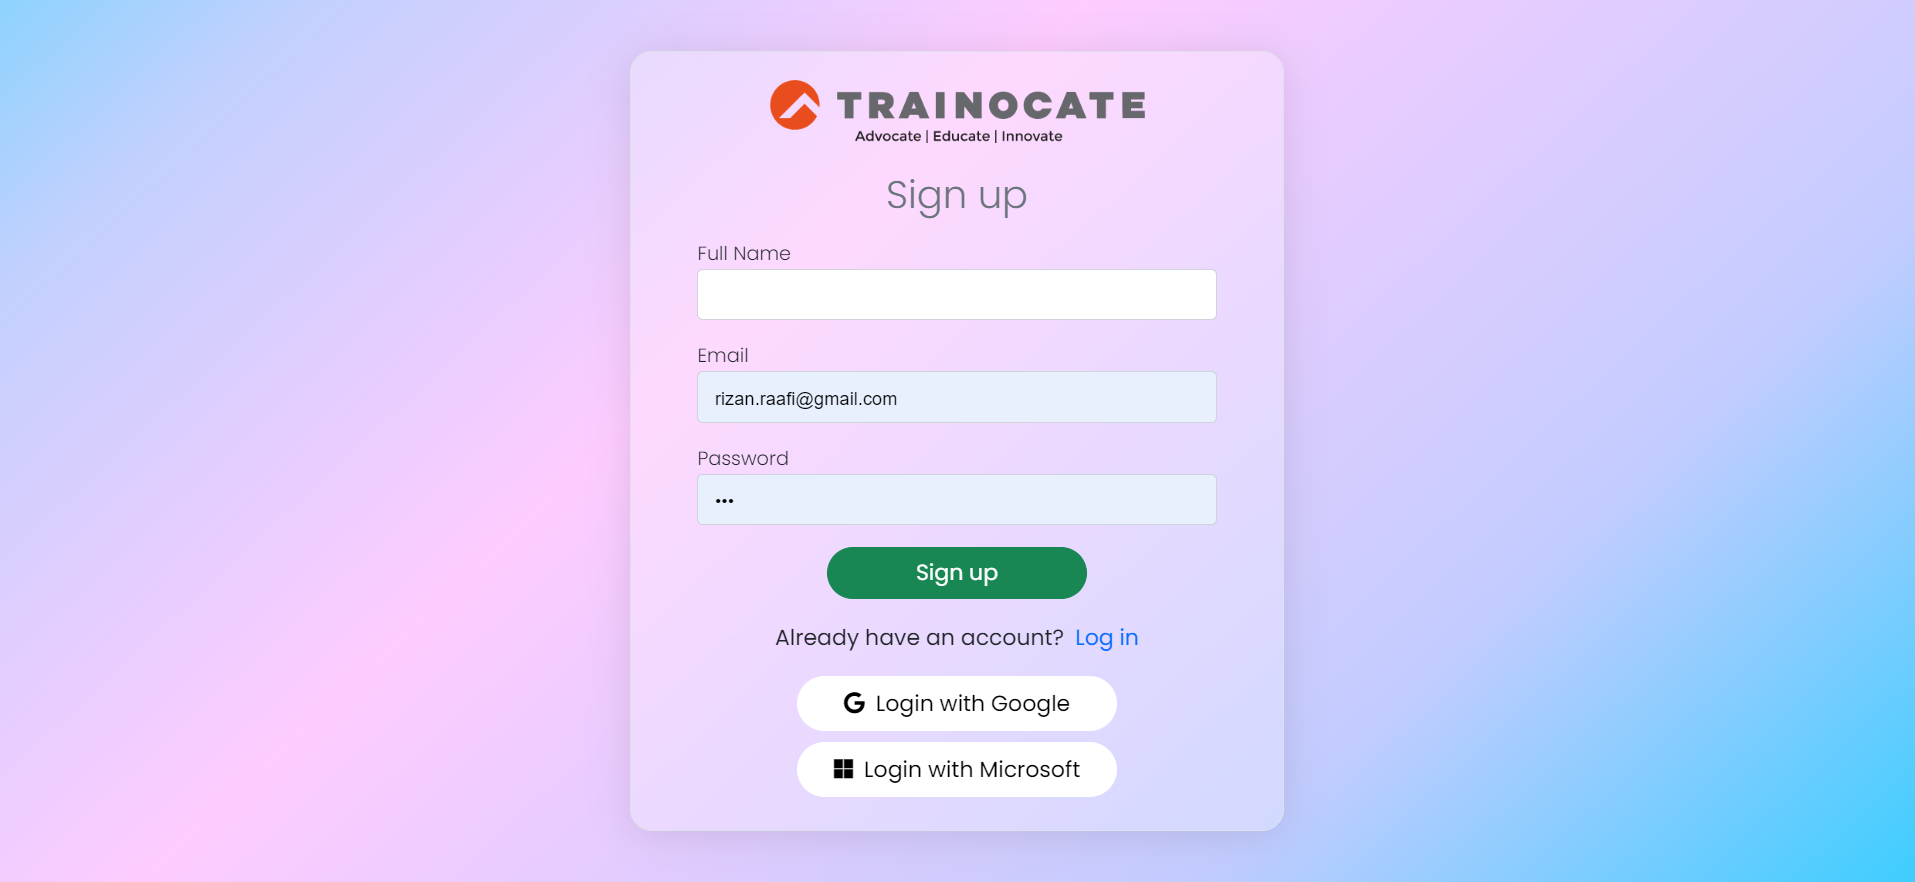 TRAINOCATE
Advocate | Educate | Innovate
Sign up
Full Name
Email
rizan.raafi@gmail.com
Password
•••
Sign up
Already have an account? Log in
Login with Google
Login with Microsoft